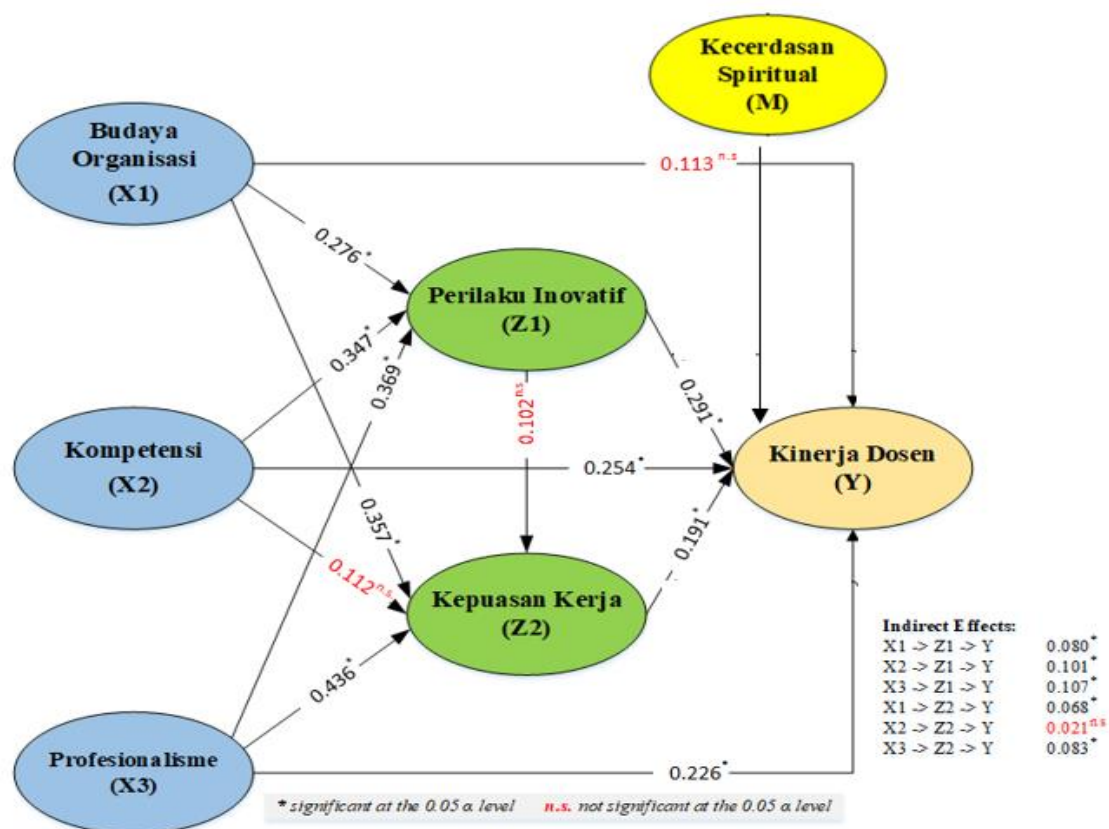 Kecerdasan
Spiritual
(M)
Budaya
Organisasi
(X1)
0.113 n.s
0.276 *
Perilaku Inovatif
(Z1)
0.347 *
0.369 *
0.102 n.s
0.291 *
Kompetensi
(X2)
0.254 *
Kinerja Dosen
(Y)
0.357 *
0.191 *
0.112 n.s.
Kepuasan Kerja
(Z2)
0.436 *
Profesionalisme
(X3)
0.226 *
Indirect Effects:
X1 -> Z1 -> Y 0.080 *
X2 -> Z1 -> Y 0.101 *
X3 -> Z1 -> Y 0.107 *
X1 -> Z2 -> Y 0.068 *
X2 -> Z2 -> Y 0.021 n.s
X3 -> Z2 -> Y 0.083 *
* significant at the 0.05 α level n.s. not significant at the 0.05 α level